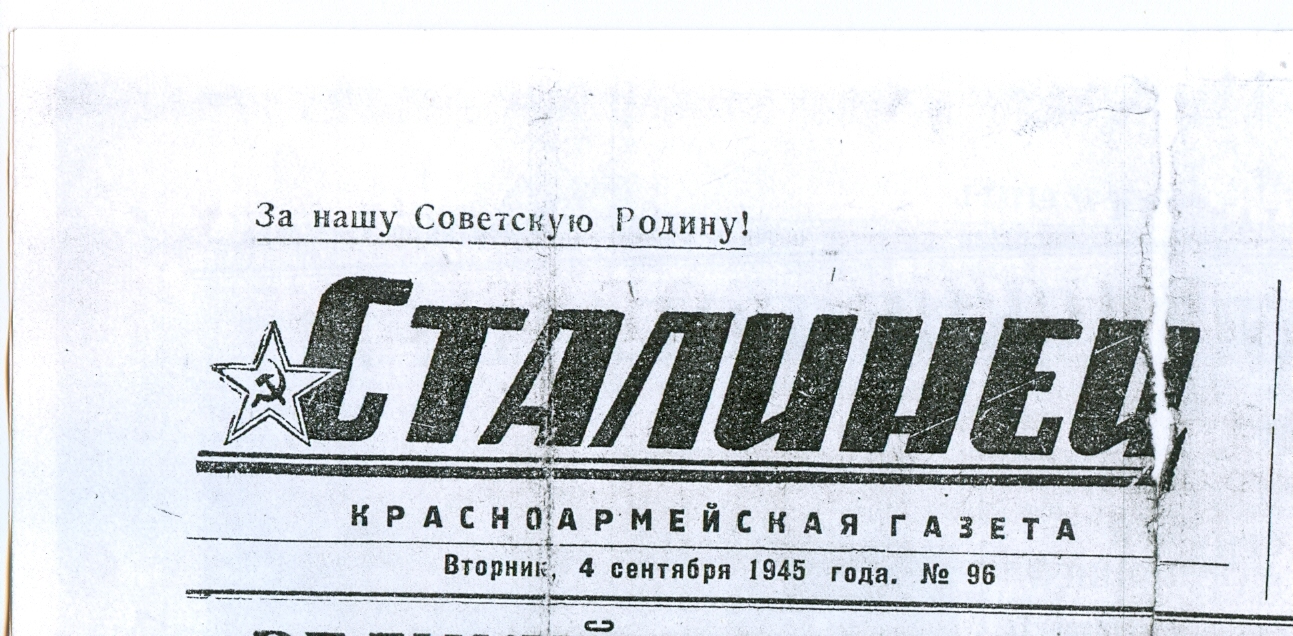 За нашу Советскую Родину!
Сталинец
КРАСНОАРМЕЙСКАЯ ГАЗЕТА
Вторник, 4 сентября 1945 года. № 96